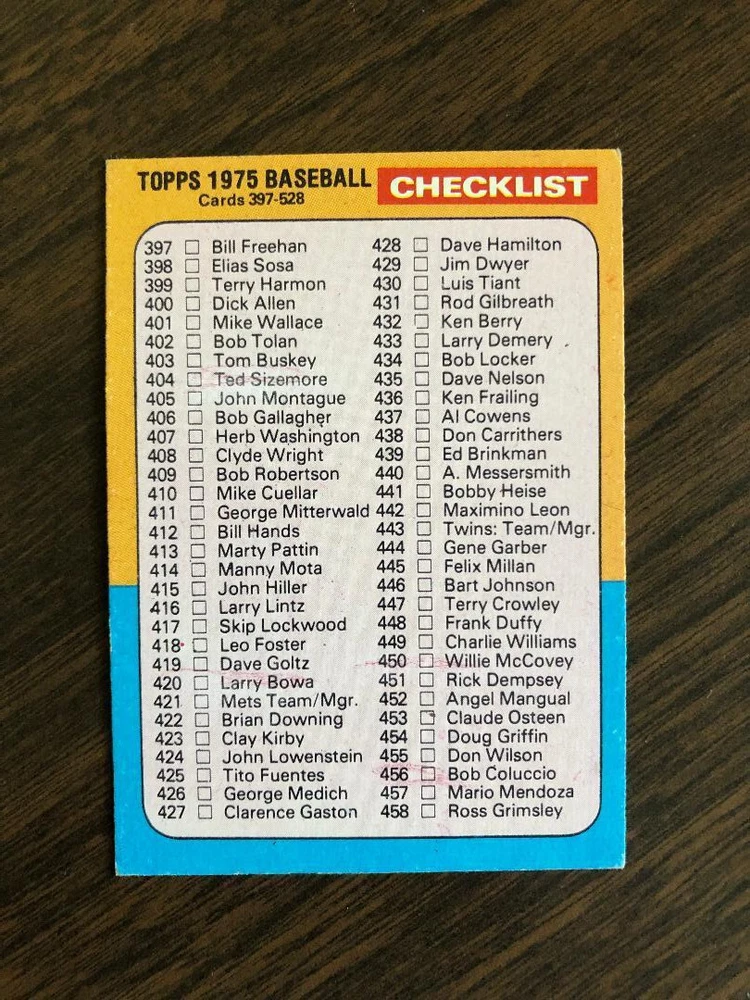 TOPPS 1975 BASEBALL CHECKLIST
Cards 397-528
397 Bill Freehan
398 Elias Sosa
399 Terry Harmon
400 Dick Allen
401 Mike Wallace
402 Bob Tolan
403 Tom Buskey
404 Ted Sizemore
405 John Montague
406 Bob Gallagher
407 Herb Washington
408 Clyde Wright
409 Bob Robertson
410 Mike Cuellar
411 George Mitterwald
412 Bill Hands
413 Marty Pattin
414 Manny Mota
415 John Hiller
416 Larry Lintz
417 Skip Lockwood
418 Leo Foster
419 Dave Goltz
420 Larry Bowa
421 Mets Team/Mgr.
422 Brian Downing
423 Clay Kirby
424 John Lowenstein
425 Tito Fuentes
426 George Medich
427 Clarence Gaston
428 Dave Hamilton
429 Jim Dwyer
430 Luis Tiant
431 Rod Gilbreath
432 Ken Berry
433 Larry Demery
434 Bob Locker
435 Dave Nelson
436 Ken Frailing
437 Al Cowens
438 Don Carrithers
439 Ed Brinkman
440 A. Messersmith
441 Bobby Heise
442 Maximino Leon
443 Twins: Team/Mgr.
444 Gene Garber
445 Felix Millan
446 Bart Johnson
447 Terry Crowley
448 Frank Duffy
449 Charlie Williams
450 Willie McCovey
451 Rick Dempsey
452 Angel Mangual
453 Claude Osteen
454 Doug Griffin
455 Don Wilson
456 Bob Coluccio
457 Mario Mendoza
458 Ross Grimsley